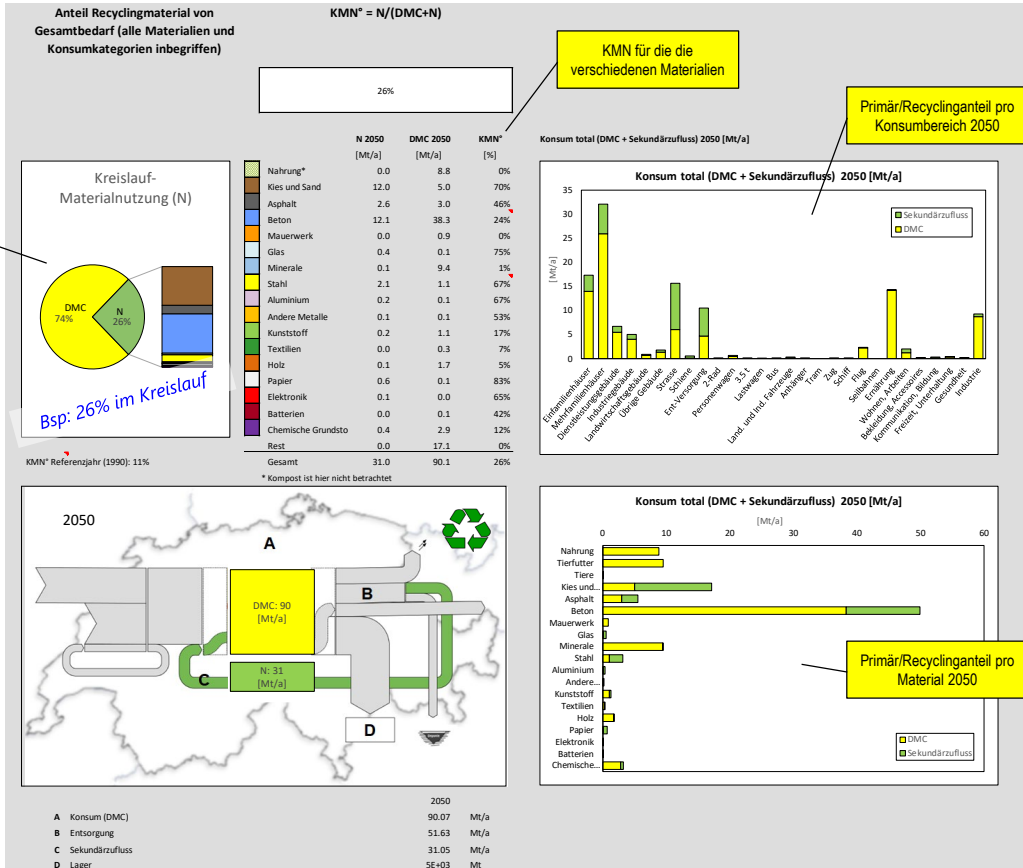 Anteil Recyclingmaterial von
Gesamtbedarf (alle Materialien und
Konsumkategorien inbegriffen)
KMN° = N/(DMC+N)
26%
KMN für die die
verschiedenen Materialien
Primär/Recyclinganteil pro
Konsumbereich 2050
N 2050 DMC 2050 KMN°
[Mt/a] [Mt/a] [%]
Nahrung* 0.0 8.8 0%
Kies und Sand 12.0 5.0 70%
Asphalt 2.6 3.0 46%
Beton 12.1 38.3 24%
Mauerwerk 0.0 0.9 0%
Glas 0.4 0.1 75%
Minerale 0.1 9.4 1%
Stahl 2.1 1.1 67%
Aluminium 0.2 0.1 67%
Andere Metalle 0.1 0.1 53%
Kunststoff 0.2 1.1 17%
Textilien 0.0 0.3 7%
Holz 0.1 1.7 5%
Papier 0.6 0.1 83%
Elektronik 0.1 0.0 65%
Batterien 0.0 0.1 42%
Chemische Grundsto 0.4 2.9 12%
Rest 0.0 17.1 0%
Gesamt 31.0 90.1 26%
* Kompost ist hier nicht betrachtet
Kreislauf-
Materialnutzung (N)
DMC
74%
N
26%
Bsp: 26% im Kreislauf
KMN° Referenzjahr (1990): 11%
Konsum total (DMC + Sekundärzufluss) 2050 [Mt/a]
Konsum total (DMC + Sekundärzufluss) 2050 [Mt/a]
[Mt/a]
35
30
25
20
15
10
5
0
Sekundärzufluss
DMC
Einfamilienhäuser
Mehrfamilienhäuser
Dienstleistungsgebäude
Industriegebäude
Landwirtschaftsgebäude
Übrige Gebäude
Strasse
Schiene
Ent-Versorgung
2-Rad
Personenwagen
3.5 t
Lastwagen
Bus
Land. und Ind. Fahrzeuge
Anhänger
Tram
Zug
Schiff
Flug
Seilbahnen
Ernährung
Wohnen, Arbeiten
Bekleidung, Accessoires
Kommunikation, Bildung
Freizeit, Unterhaltung
Gesundheit
Industrie
2050
A
B
C
D
DMC: 90
[Mt/a]
N: 31
[Mt/a]
Konsum total (DMC + Sekundärzufluss) 2050 [Mt/a]
[Mt/a]
0 10 20 30 40 50 60
Nahrung
Tierfutter
Tiere
Kies und...
Asphalt
Beton
Mauerwerk
Glas
Minerale
Stahl
Aluminium
Andere...
Kunststoff
Textilien
Holz
Papier
Elektronik
Batterien
Chemische...
Primär/Recyclinganteil pro
Material 2050
DMC
Sekundärzufluss
2050
A Konsum (DMC) 90.07 Mt/a
B Entsorgung 51.63 Mt/a
C Sekundärzufluss 31.05 Mt/a
D Lager 5E+03 Mt